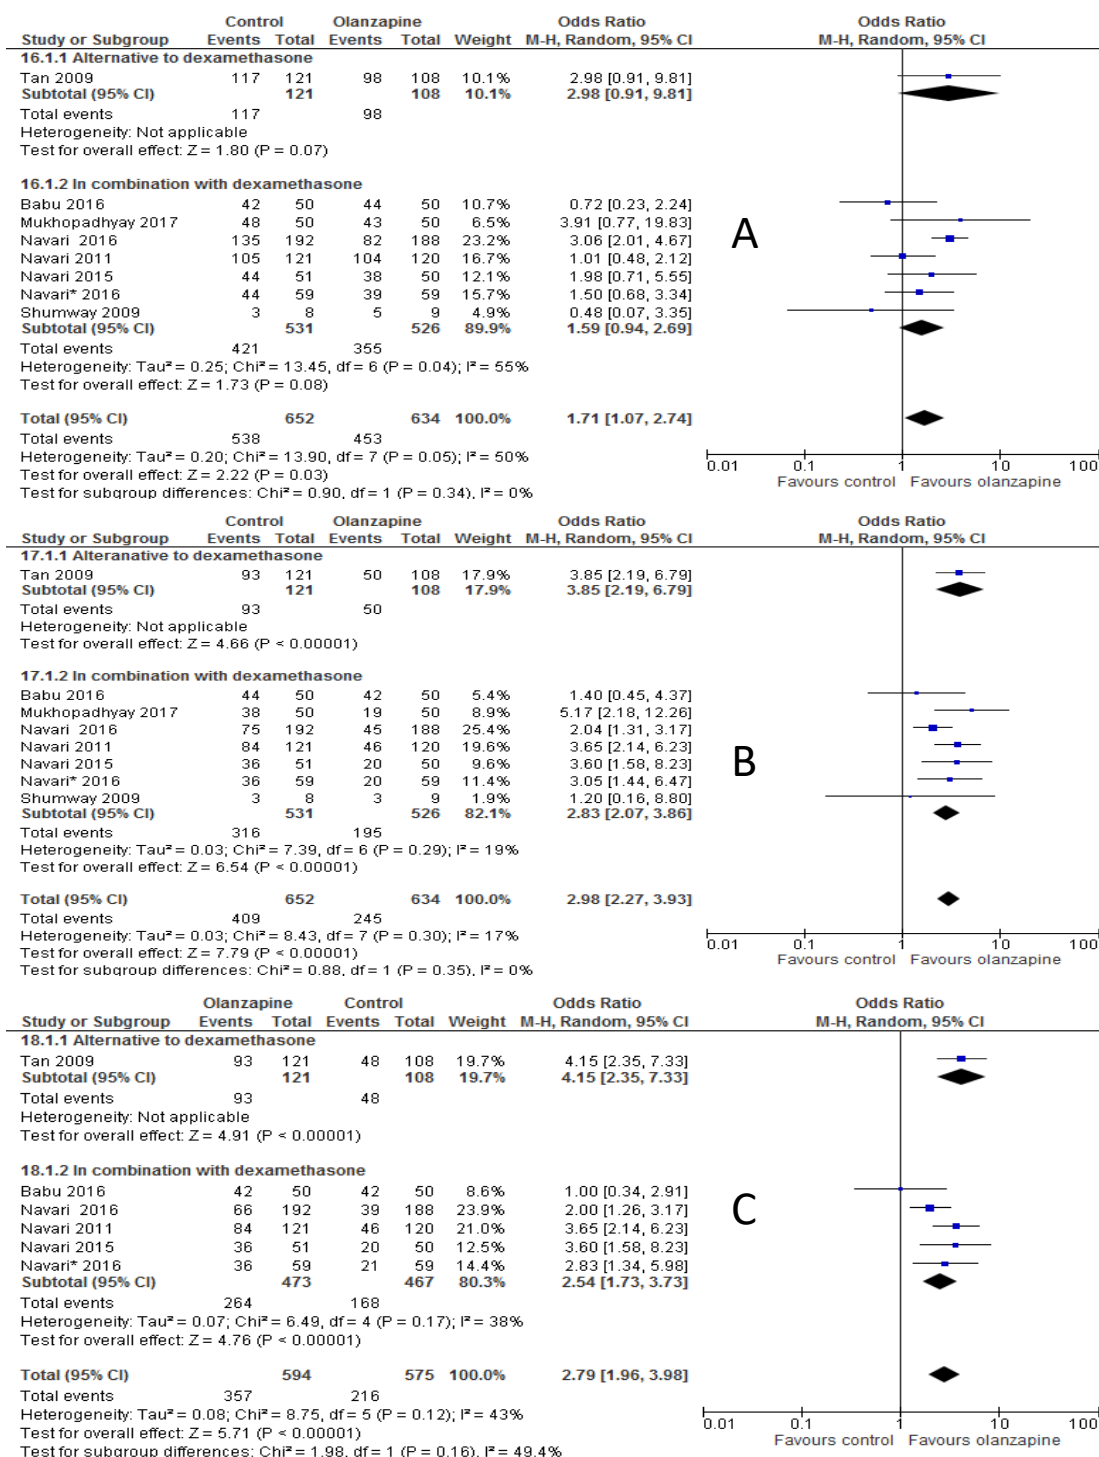 Control Olanzapine Odds Ratio Odds Ratio
Study or Subgroup Events Total Events Total Weight M-H, Random, 95% CI M-H, Random, 95% CI
16.1.1 Alternative to dexamethasone
Tan 2009 117 121 98 108 10.1% 2.98 [0.91, 9.81]
Subtotal (95% CI) 121 108 10.1% 2.98 [0.91, 9.81]
Total events 117 98
Heterogeneity: Not applicable
Test for overall effect: Z = 1.80 (P = 0.07)
16.1.2 In combination with dexamethasone
Babu 2016 42 50 44 50 10.7% 0.72 [0.23, 2.24]
Mukhopadhyay 2017 48 50 43 50 6.5% 3.91 [0.77, 19.83]
Navari 2016 135 192 82 188 23.2% 3.06 [2.01, 4.67]
Navari 2011 105 121 104 120 16.7% 1.01 [0.48, 2.12]
Navari 2015 44 51 38 50 12.1% 1.98 [0.71, 5.55]
Navari* 2016 44 59 39 59 15.7% 1.50 [0.68, 3.34]
Shumway 2009 3 8 5 9 4.9% 0.48 [0.07, 3.35]
Subtotal (95% CI) 531 526 89.9% 1.59 [0.94, 2.69]
Total events 421 355
Heterogeneity: Tau² = 0.25; Chi² = 13.45, df = 6 (P = 0.04); I² = 55%
Test for overall effect: Z = 1.73 (P = 0.08)
Total (95% CI) 652 634 100.0% 1.71 [1.07, 2.74]
Total events 538 453
Heterogeneity: Tau² = 0.20; Chi² = 13.90, df = 7 (P = 0.05); I² = 50%
Test for overall effect: Z = 2.22 (P = 0.03)
Test for subgroup differences: Chi² = 0.90, df = 1 (P = 0.34), I² = 0%
A
0.01 0.1 1 10 100
Favours control Favours olanzapine
Control Olanzapine Odds Ratio Odds Ratio
Study or Subgroup Events Total Events Total Weight M-H, Random, 95% CI M-H, Random, 95% CI
17.1.1 Alteranative to dexamethasone
Tan 2009 93 121 50 108 17.9% 3.85 [2.19, 6.79]
Subtotal (95% CI) 121 108 17.9% 3.85 [2.19, 6.79]
Total events 93 50
Heterogeneity: Not applicable
Test for overall effect: Z = 4.66 (P < 0.00001)
17.1.2 In combination with dexamethasone
Babu 2016 44 50 42 50 5.4% 1.40 [0.45, 4.37]
Mukhopadhyay 2017 38 50 19 50 8.9% 5.17 [2.18, 12.26]
Navari 2016 75 192 45 188 25.4% 2.04 [1.31, 3.17]
Navari 2011 84 121 46 120 19.6% 3.65 [2.14, 6.23]
Navari 2015 36 51 20 50 9.6% 3.60 [1.58, 8.23]
Navari* 2016 36 59 20 59 11.4% 3.05 [1.44, 6.47]
Shumway 2009 3 8 3 9 1.9% 1.20 [0.16, 8.80]
Subtotal (95% CI) 531 526 82.1% 2.83 [2.07, 3.86]
Total events 316 195
Heterogeneity: Tau² = 0.03; Chi² = 7.39, df = 6 (P = 0.29); I² = 19%
Test for overall effect: Z = 6.54 (P < 0.00001)
Total (95% CI) 652 634 100.0% 2.98 [2.27, 3.93]
Total events 409 245
Heterogeneity: Tau² = 0.03; Chi² = 8.43, df = 7 (P = 0.30); I² = 17%
Test for overall effect: Z = 7.79 (P < 0.00001)
Test for subgroup differences: Chi² = 0.88, df = 1 (P = 0.35), I² = 0%
B
0.01 0.1 1 10 100
Favours control Favours olanzapine
Olanzapine Control Odds Ratio Odds Ratio
Study or Subgroup Events Total Events Total Weight M-H, Random, 95% CI M-H, Random, 95% CI
18.1.1 Alternative to dexamethasone
Tan 2009 93 121 48 108 19.7% 4.15 [2.35, 7.33]
Subtotal (95% CI) 121 108 19.7% 4.15 [2.35, 7.33]
Total events 93 48
Heterogeneity: Not applicable
Test for overall effect: Z = 4.91 (P < 0.00001)
18.1.2 In combination with dexamethasone
Babu 2016 42 50 42 50 8.6% 1.00 [0.34, 2.91]
Navari 2016 66 192 39 188 23.9% 2.00 [1.26, 3.17]
Navari 2011 84 121 46 120 21.0% 3.65 [2.14, 6.23]
Navari 2015 36 51 20 50 12.5% 3.60 [1.58, 8.23]
Navari* 2016 36 59 21 59 14.4% 2.83 [1.34, 5.98]
Subtotal (95% CI) 473 467 80.3% 2.54 [1.73, 3.73]
Total events 264 168
Heterogeneity: Tau² = 0.07; Chi² = 6.49, df = 4 (P = 0.17); I² = 38%
Test for overall effect: Z = 4.76 (P < 0.00001)
Total (95% CI) 594 575 100.0% 2.79 [1.96, 3.98]
Total events 357 216
Heterogeneity: Tau² = 0.08; Chi² = 8.75, df = 5 (P = 0.12); I² = 43%
Test for overall effect: Z = 5.71 (P < 0.00001)
Test for subgroup differences: Chi² = 1.98, df = 1 (P = 0.16), I² = 49.4%
C
0.01 0.1 1 10 100
Favours control Favours olanzapine